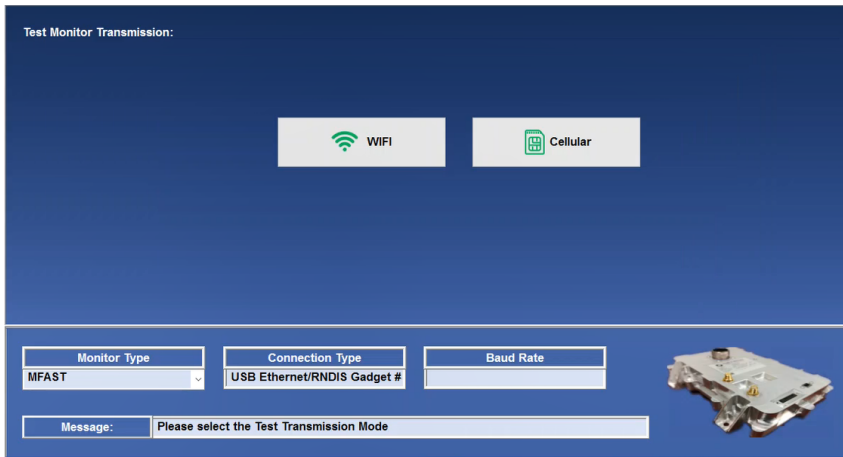 Test Monitor Transmission:
WIFI
Cellular
Monitor Type
Connection Type
Baud Rate
MFAST
USB Ethernet/RNDIS Gadget #
Message:
Please select the Test Transmission Mode